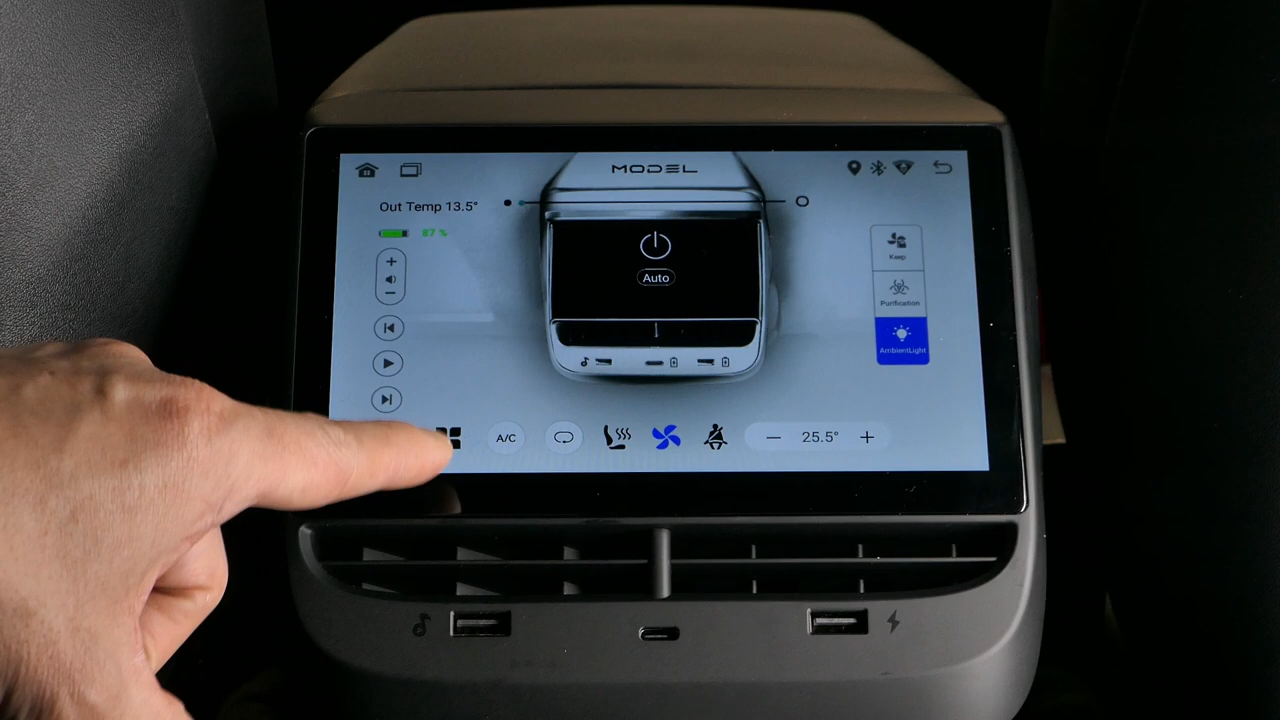 MODEL
Out Temp 13.5°
87 %
+
−
Auto
Keep
Purification
AmbientLight
A/C
− 25.5° +